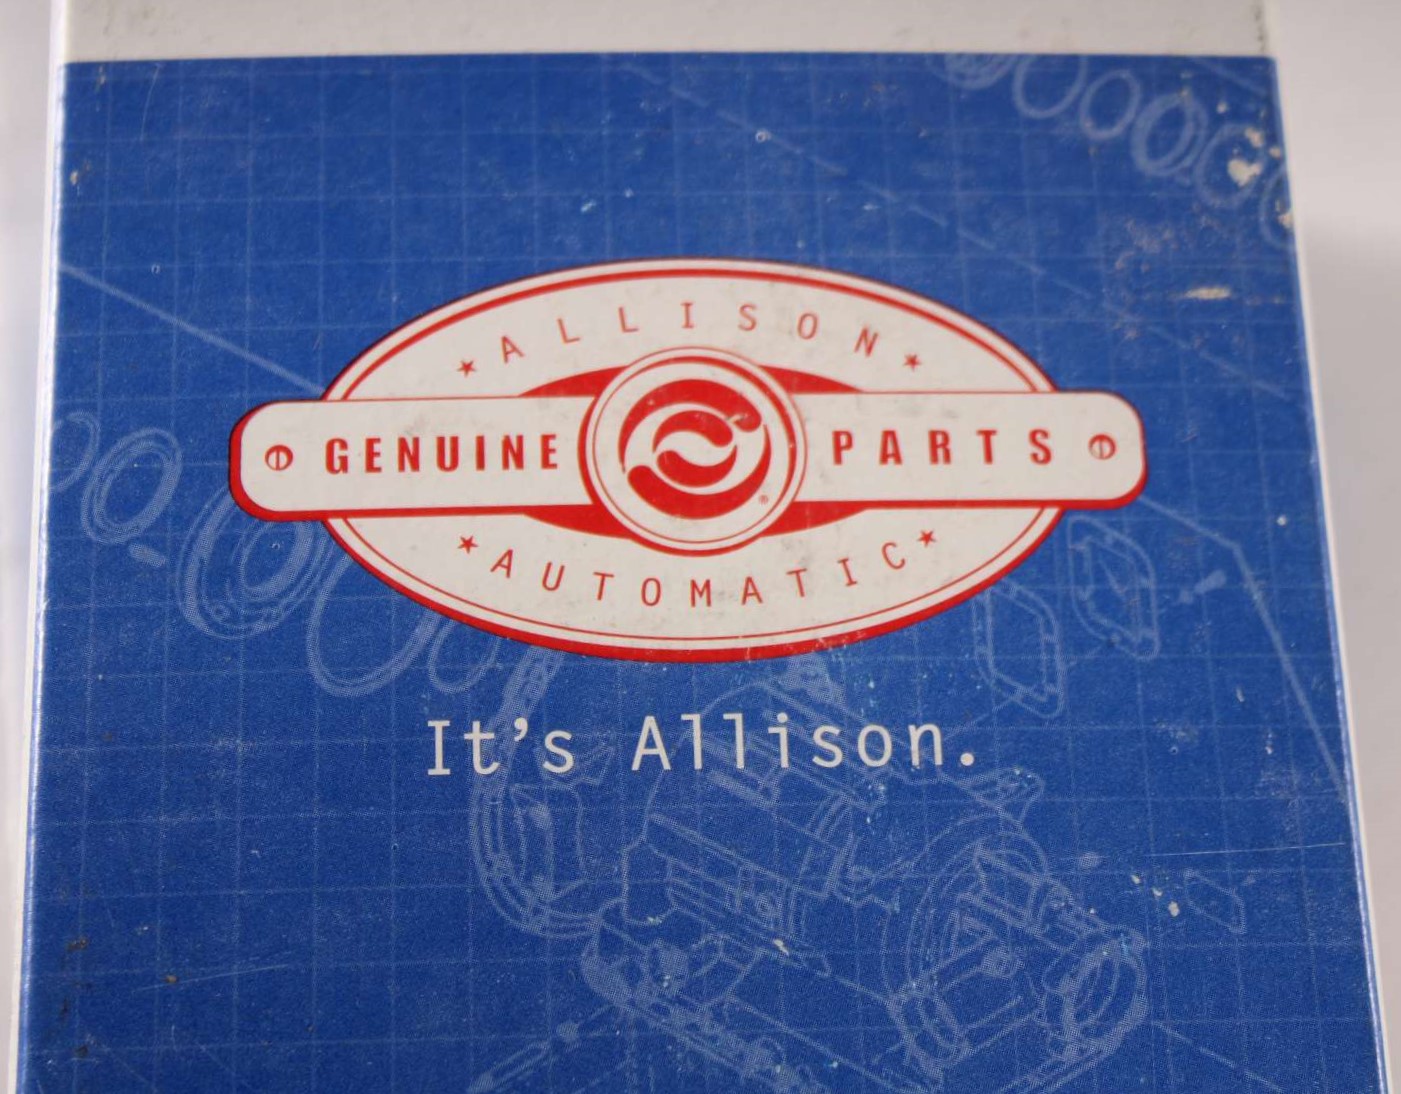 ALLISON
GENUINE PARTS
®
AUTOMATIC
It's Allison.